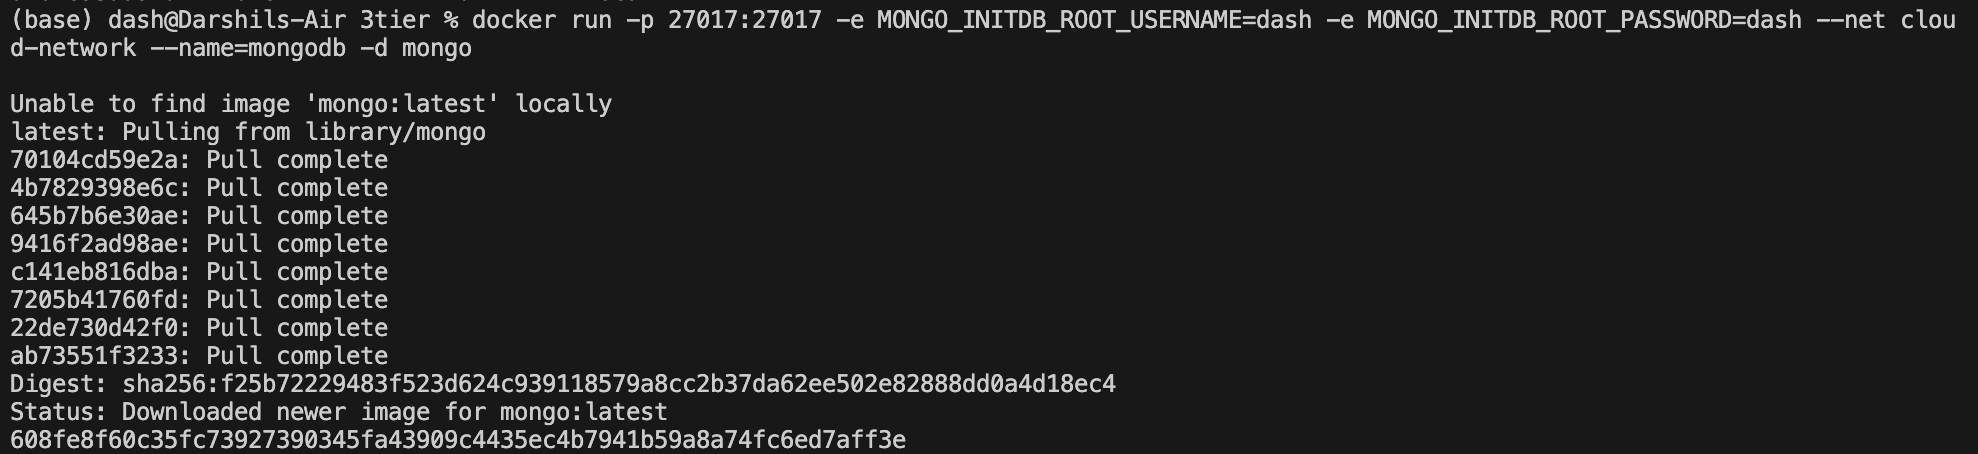 (base) dash@Darshils-Air 3tier % docker run -p 27017:27017 -e MONGO_INITDB_ROOT_USERNAME=dash -e MONGO_INITDB_ROOT_PASSWORD=dash --net clou
d-network --name=mongodb -d mongo
Unable to find image 'mongo:latest' locally
latest: Pulling from library/mongo
70104cd59e2a: Pull complete
4b7829398e6c: Pull complete
645b7b6e30ae: Pull complete
9416f2ad98ae: Pull complete
c141eb816dba: Pull complete
7205b41760fd: Pull complete
22de730d42f0: Pull complete
ab73551f3233: Pull complete
Digest: sha256:f25b72229483f523d624c939118579a8cc2b37da62ee502e82888dd0a4d18ec4
Status: Downloaded newer image for mongo:latest
608fe8f60c35fc73927390345fa43909c4435ec4b7941b59a8a74fc6ed7aff3e